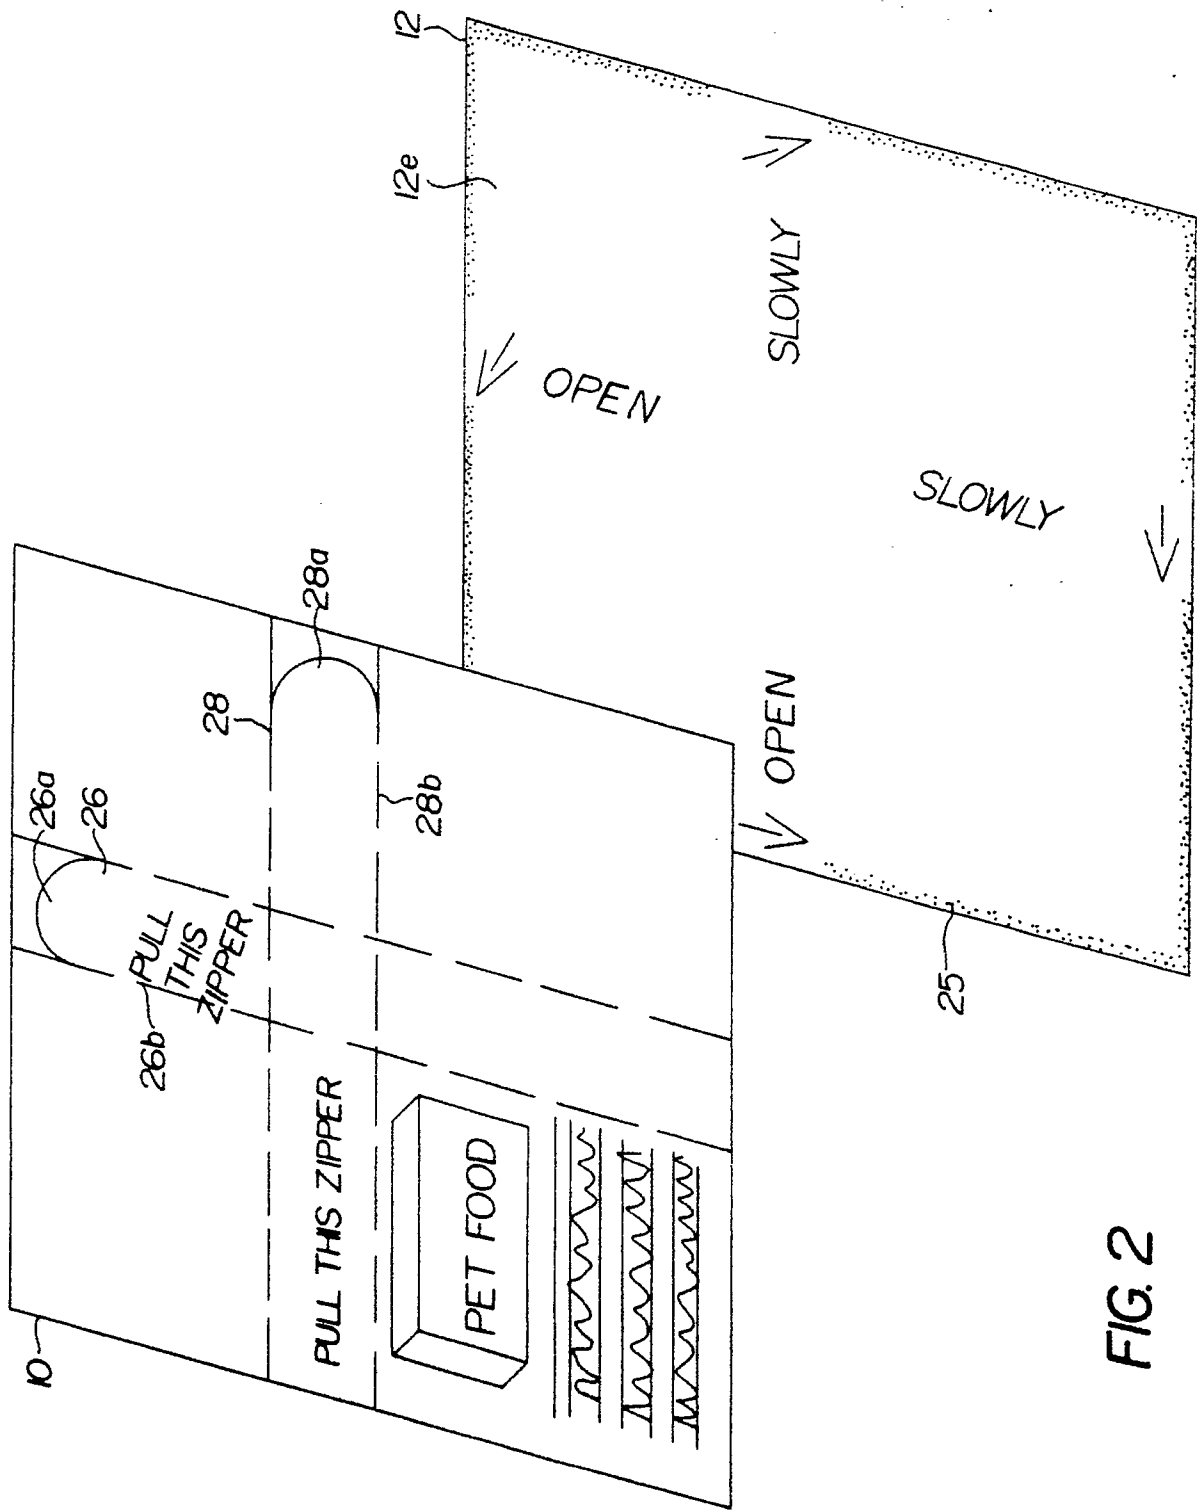 10
26b
PULL
THIS
ZIPPER
26a
26
28
28a
28b
PULL THIS ZIPPER
PET FOOD
12
12e
OPEN
SLOWLY
OPEN
SLOWLY
25
FIG. 2